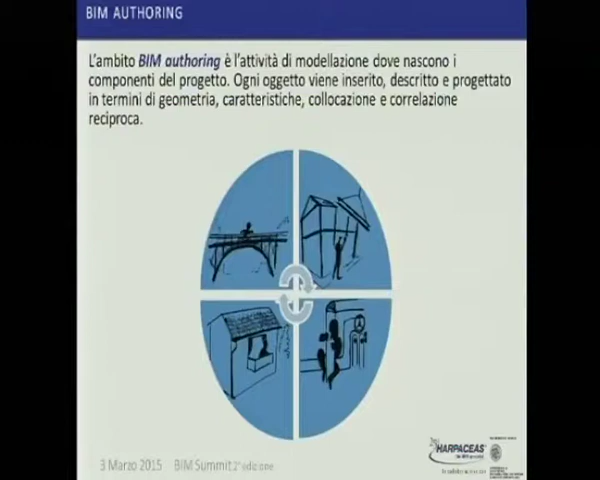 BIM AUTHORING
L'ambito BIM authoring è l'attività di modellazione dove nascono i
componenti del progetto. Ogni oggetto viene inserito, descritto e progettato
in termini di geometria, caratteristiche, collocazione e correlazione
reciproca.
HARPACEAS
3 Marzo 2015 BIM Summit 2° edizione